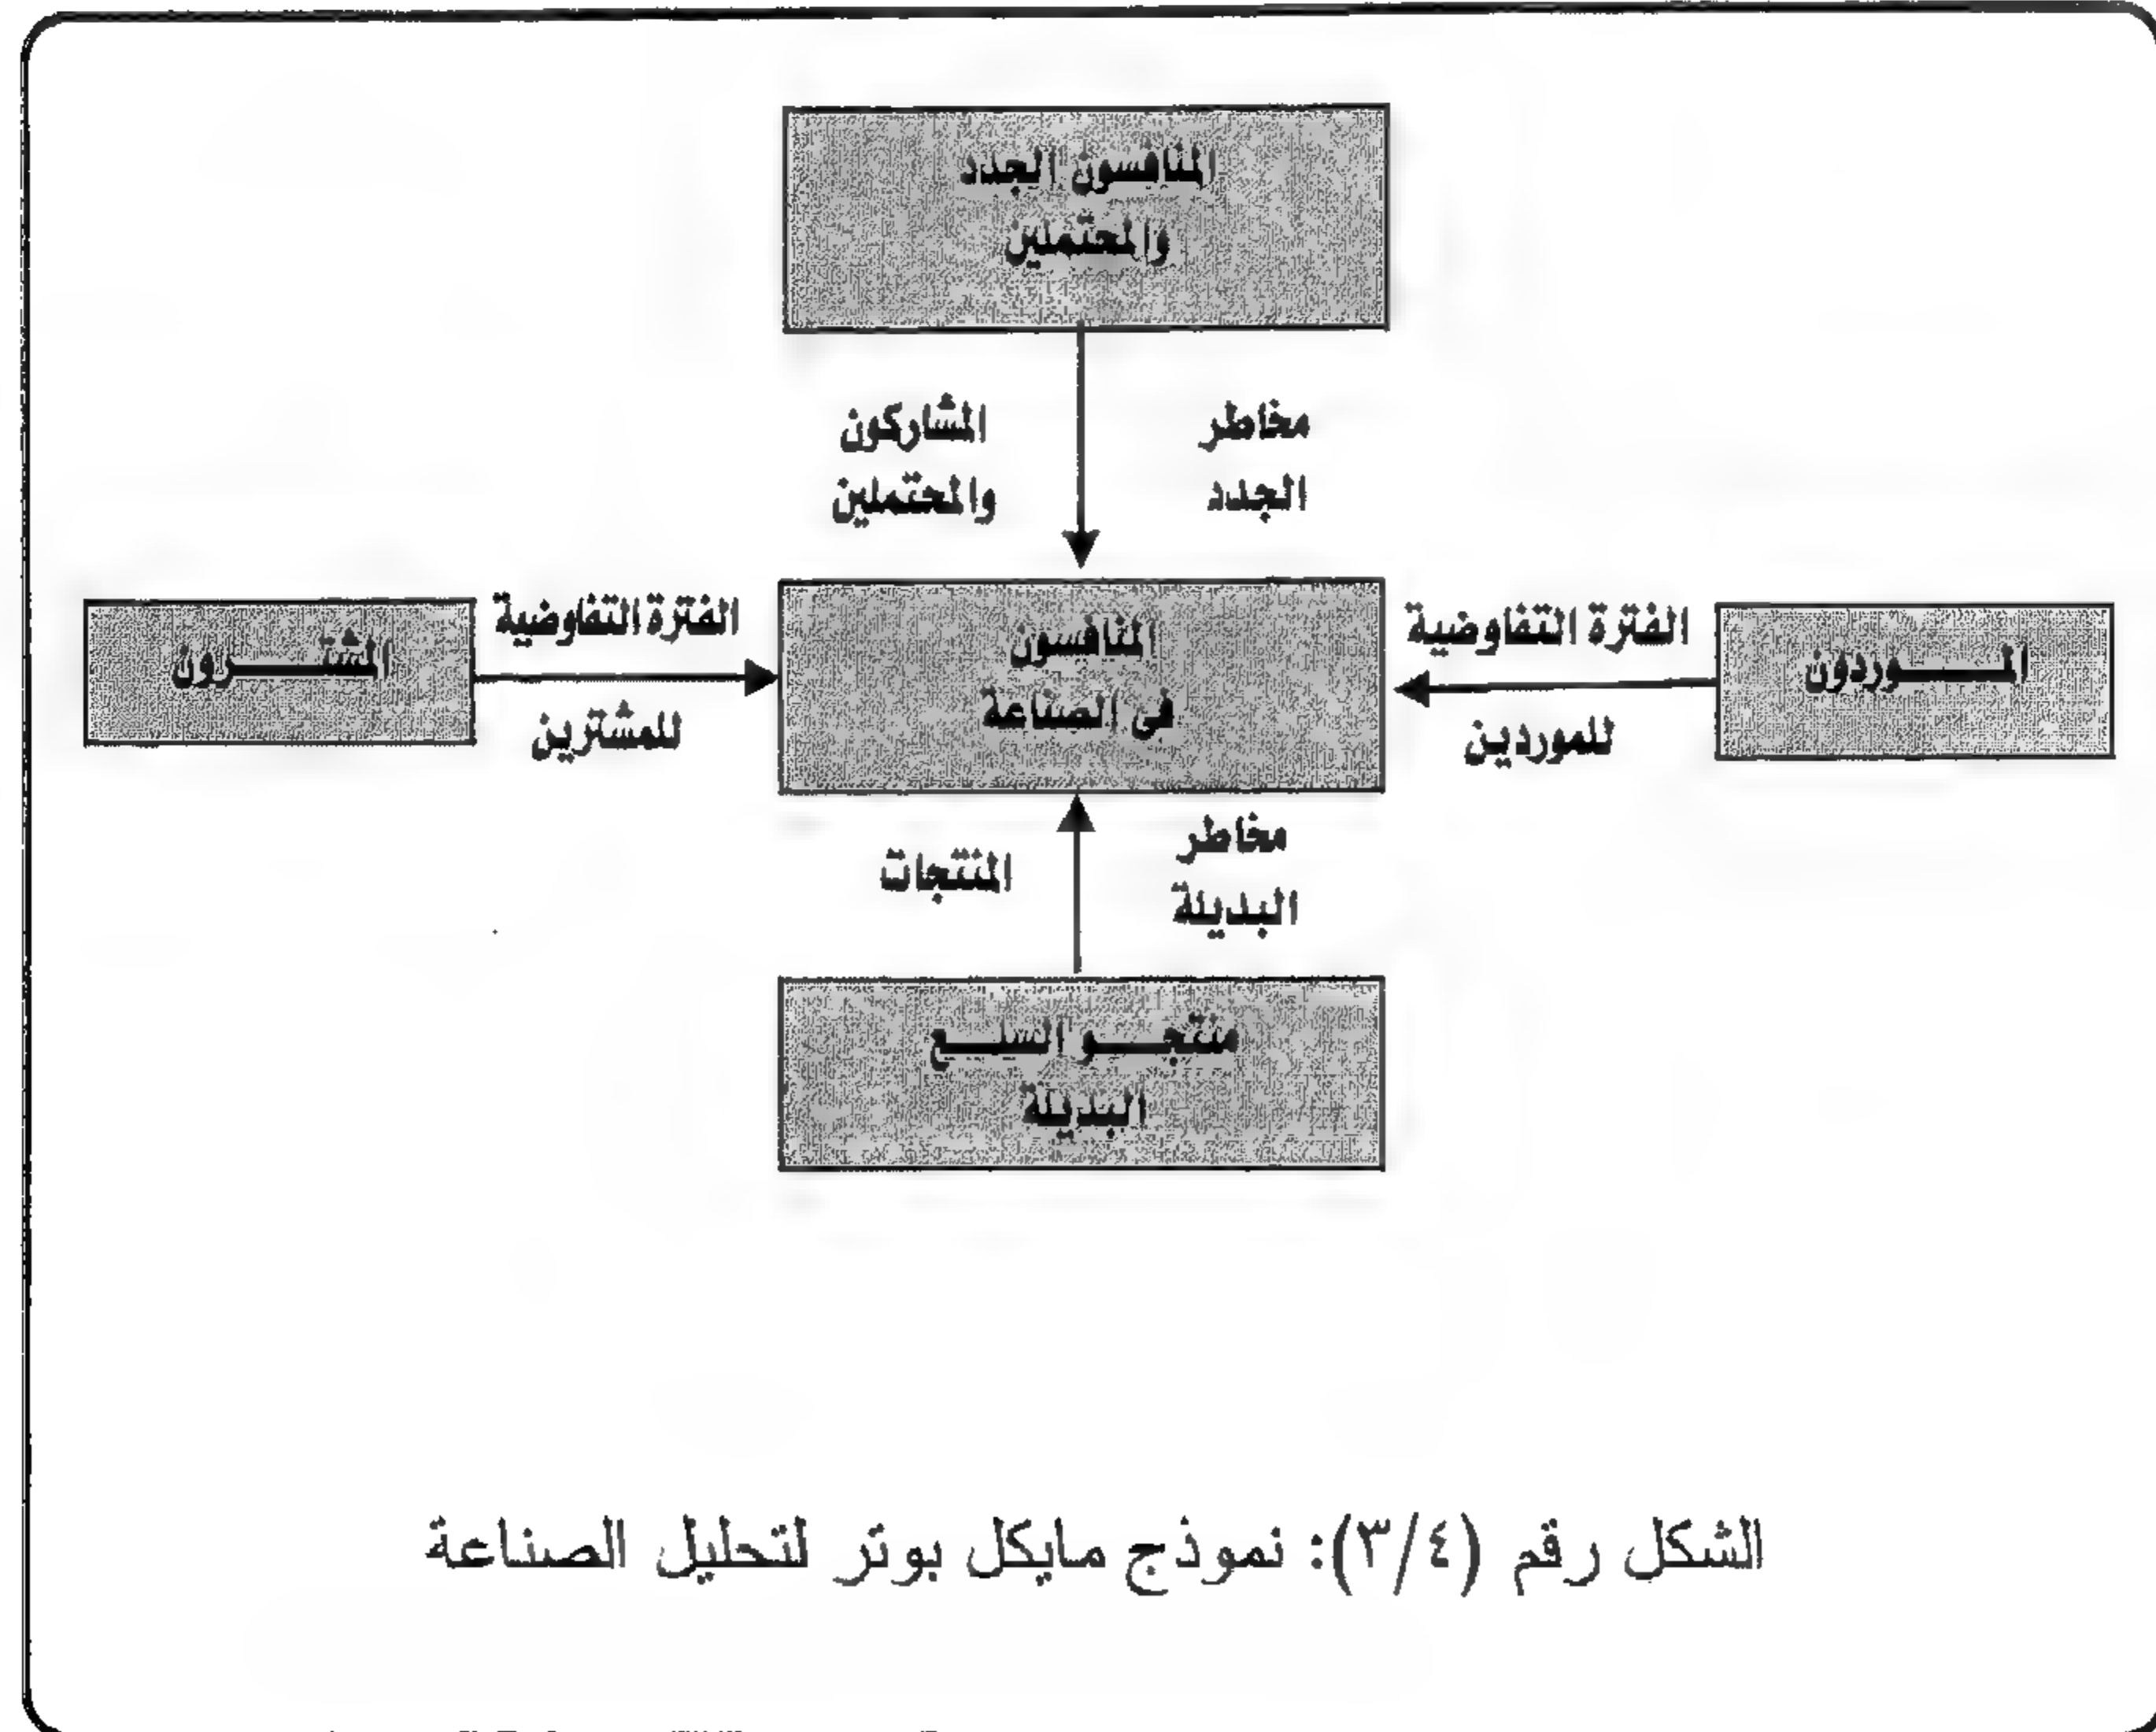 المنافسون الجدد
والمحتملين
مخاطر
المشاركون
الجدد
والمحتملين
الموردون
الفترة التفاوضية
للموردين
المنافسون
فى الصناعة
الفترة التفاوضية
للمشترين
المشترون
مخاطر
المنتجات
البديلة
منتجو السلع
البديلة
الشكل رقم (٣/٤): نموذج مايكل بوتر لتحليل الصناعة